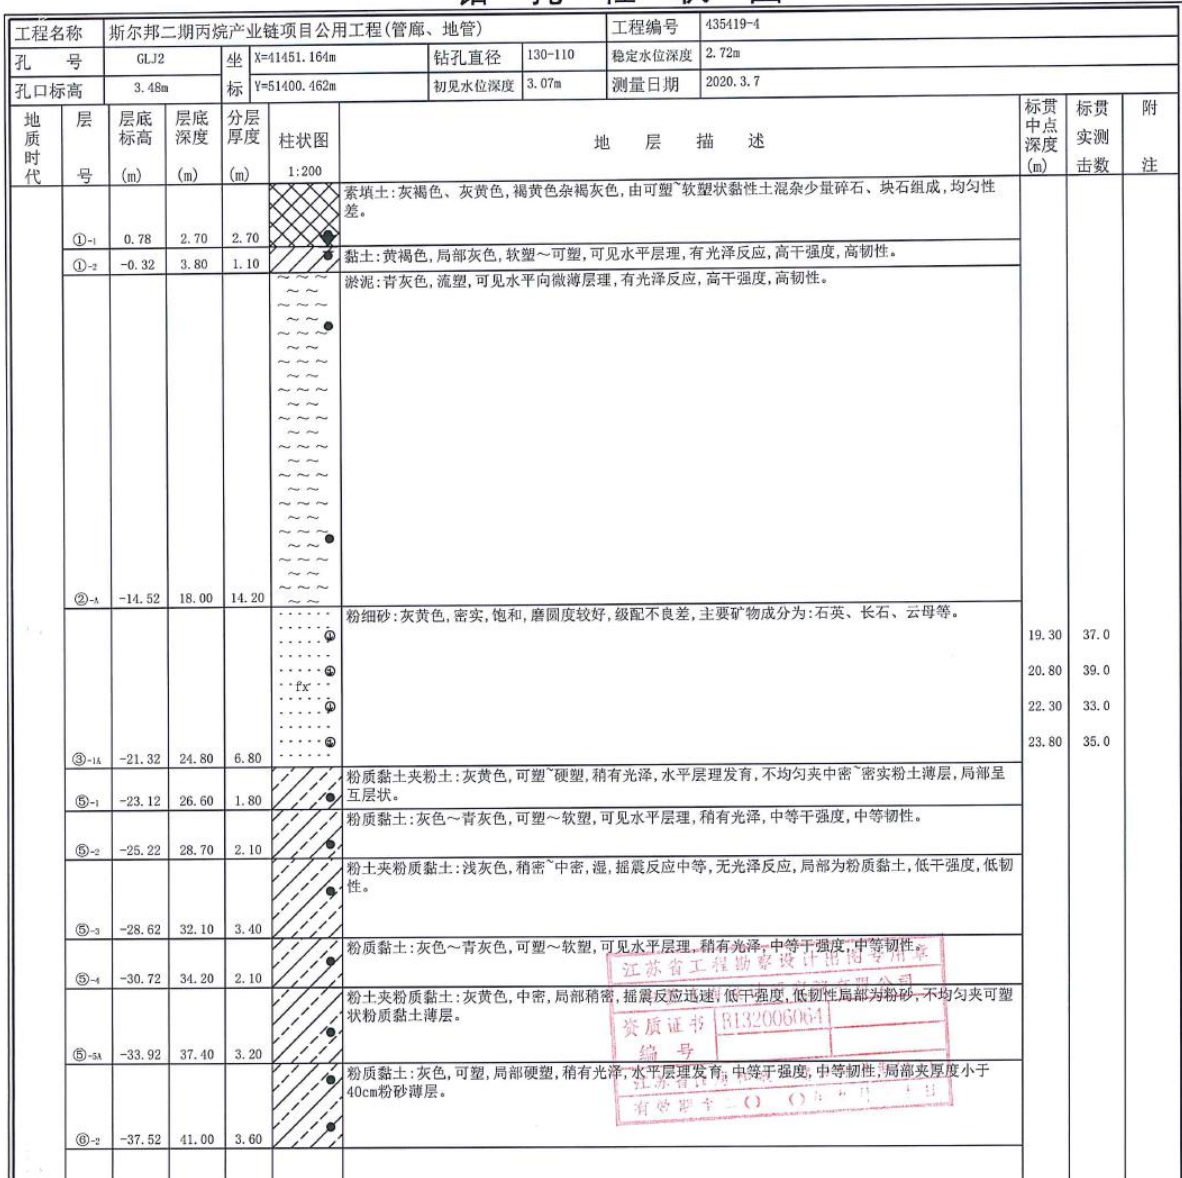 钻 孔 柱 状 图
工程名称 斯尔邦二期丙烷产业链项目公用工程(管廊、地管) 工程编号 435419-4
孔 号 GLJ2 坐标 X=41451.164m 钻孔直径 130-110 稳定水位深度 2.72m
孔口标高 3.48m Y=51400.462m 初见水位深度 3.07m 测量日期 2020.3.7
地质时代 层号 层底标高(m) 层底深度(m) 分层厚度(m) 柱状图 1:200 地 层 描 述 标贯中点深度(m) 标贯实测击数 附注
素填土:灰褐色、灰黄色,褐黄色杂褐灰色,由可塑~软塑状黏性土混杂少量碎石、块石组成,均匀性
差。
①-1 0.78 2.70 2.70
黏土:黄褐色,局部灰色,软塑～可塑,可见水平层理,有光泽反应,高干强度,高韧性。
①-2 -0.32 3.80 1.10
淤泥:青灰色,流塑,可见水平向微薄层理,有光泽反应,高干强度,高韧性。
②-A -14.52 18.00 14.20
粉细砂:灰黄色,密实,饱和,磨圆度较好,级配不良差,主要矿物成分为:石英、长石、云母等。
19.30 37.0
20.80 39.0
fx
22.30 33.0
23.80 35.0
③-1A -21.32 24.80 6.80
粉质黏土夹粉土:灰黄色,可塑~硬塑,稍有光泽,水平层理发育,不均匀夹中密~密实粉土薄层,局部呈
互层状。
⑤-1 -23.12 26.60 1.80
粉质黏土:灰色～青灰色,可塑～软塑,可见水平层理,稍有光泽,中等干强度,中等韧性。
⑤-2 -25.22 28.70 2.10
粉土夹粉质黏土:浅灰色,稍密~中密,湿,摇震反应中等,无光泽反应,局部为粉质黏土,低干强度,低韧
性。
⑤-3 -28.62 32.10 3.40
粉质黏土:灰色～青灰色,可塑～软塑,可见水平层理,稍有光泽,中等干强度,中等韧性。
江苏省工程勘察设计出图专用章
⑤-4 -30.72 34.20 2.10
粉土夹粉质黏土:灰黄色,中密,局部稍密,摇震反应迅速,低干强度,低韧性局部为粉砂,不均匀夹可塑
状粉质黏土薄层。
资质证书 B132006064
编 号
⑤-5A -33.92 37.40 3.20
粉质黏土:灰色,可塑,局部硬塑,稍有光泽,水平层理发育,中等干强度,中等韧性,局部夹厚度小于
40cm粉砂薄层。
⑥-2 -37.52 41.00 3.60